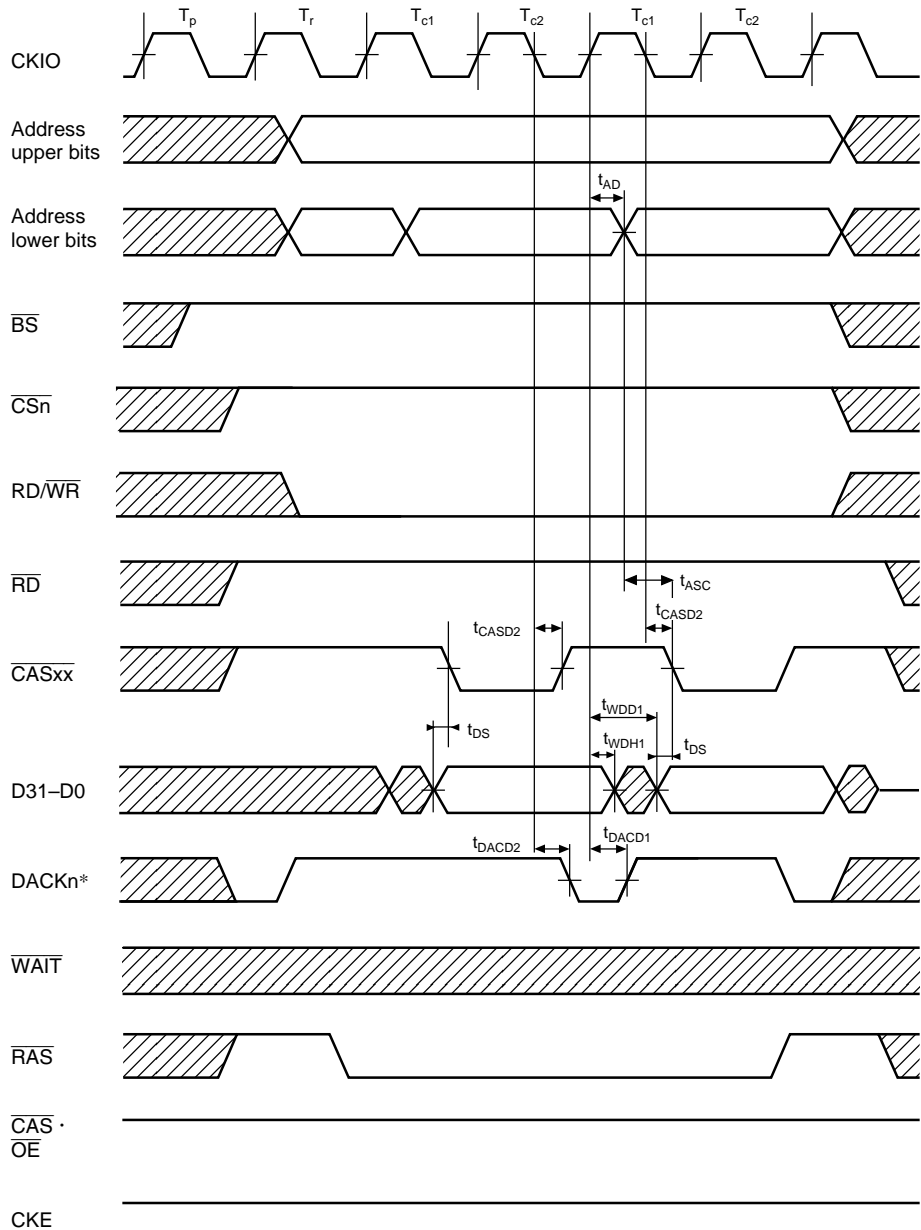 Tp Tr Tc1 Tc2 Tc1 Tc2
CKIO
Address
upper bits
tAD
Address
lower bits
BS
CSn
RD/WR
RD
tASC
tCASD2 tCASD2
CASxx
tWDD1
tDS tWDH1 tDS
D31–D0
tDACD2 tDACD1
DACKn*
WAIT
RAS
CAS ·
OE
CKE